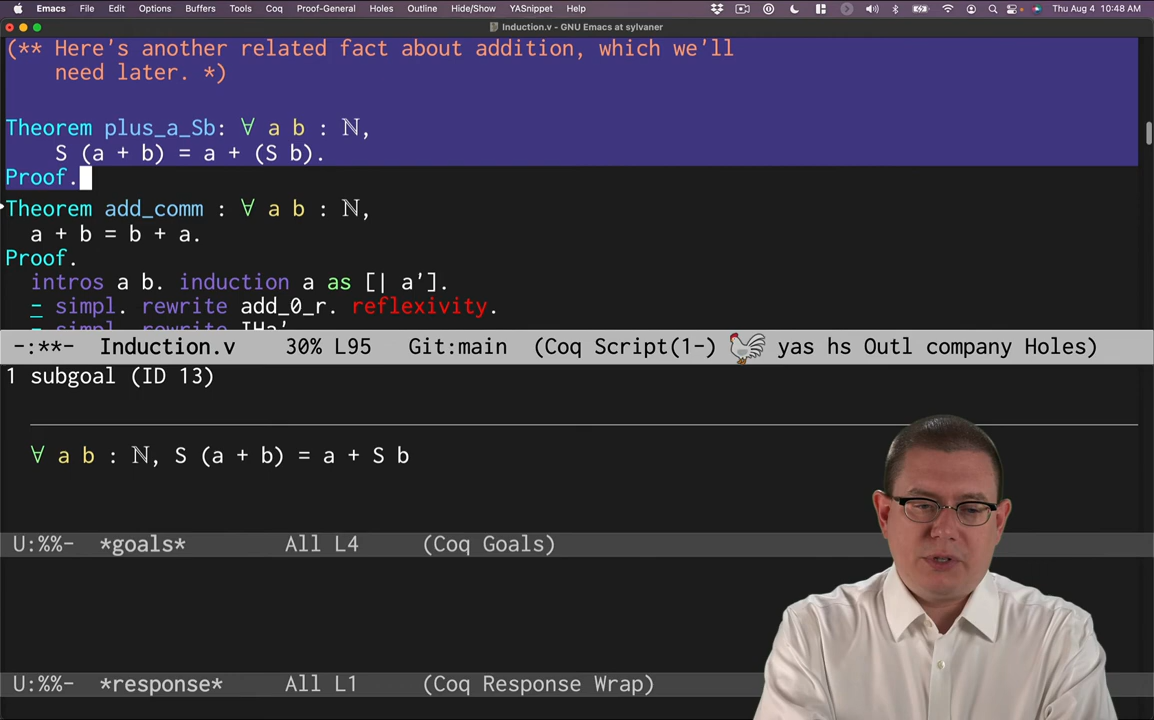 Emacs File Edit Options Buffers Tools Coq Proof-General Holes Outline Hide/Show YASnippet Help Thu Aug 4 10:48 AM
Induction.v - GNU Emacs at sylvaner
(** Here's another related fact about addition, which we'll
need later. *)
Theorem plus_a_Sb: ∀ a b : ℕ,
S (a + b) = a + (S b).
Proof.
Theorem add_comm : ∀ a b : ℕ,
a + b = b + a.
Proof.
intros a b. induction a as [| a'].
- simpl. rewrite add_0_r. reflexivity.
- simpl. rewrite IHa'.
-:**- Induction.v 30% L95 Git:main (Coq Script(1-) yas hs Outl company Holes)
1 subgoal (ID 13)
∀ a b : ℕ, S (a + b) = a + S b
U:%%- *goals* All L4 (Coq Goals)
U:%%- *response* All L1 (Coq Response Wrap)